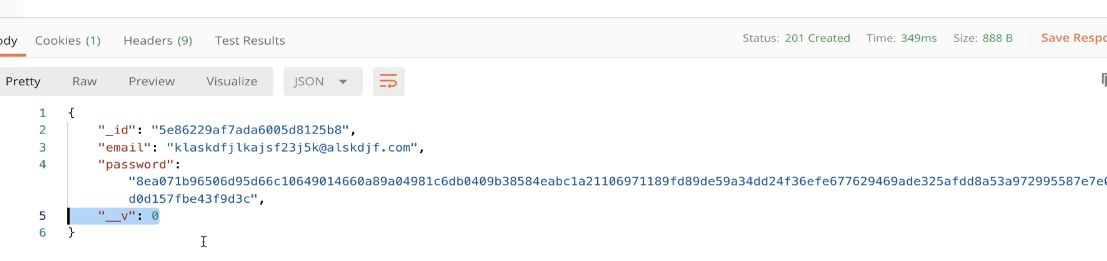 ody Cookies (1) Headers (9) Test Results Status: 201 Created Time: 349ms Size: 888 B Save Respo
Pretty Raw Preview Visualize JSON
1 {
2 "_id": "5e86229af7ada6005d8125b8",
3 "email": "klaskdfjlkajsf23j5k@alskdjf.com",
4 "password":
"8ea071b96506d95d66c10649014660a89a04981c6db0409b38584eabc1a21106971189fd89de59a34dd24f36efe677629469ade325afdd8a53a972995587e7e0
d0d157fbe43f9d3c",
5 "__v": 0
6 }